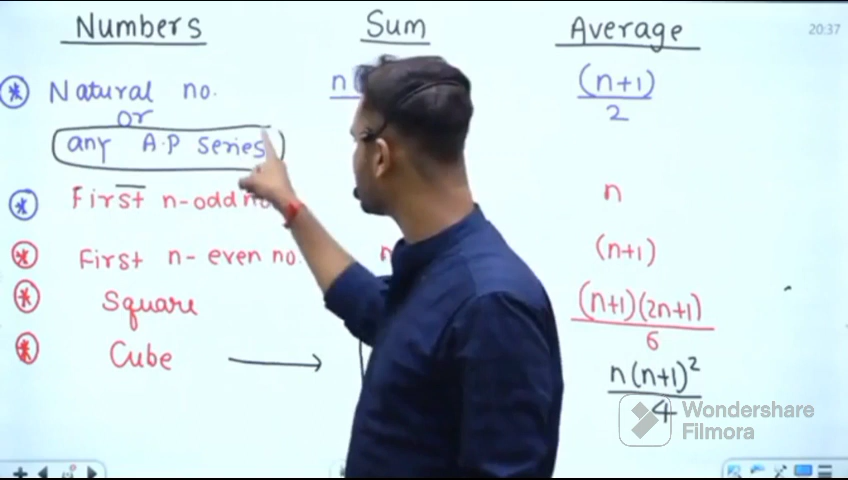 Numbers Sum Average
20:37
Natural no. n( (n+1)/2
or
any A.P series
First n-odd no n
First n- even no. n (n+1)
Square (n+1)(2n+1)/6
Cube n(n+1)²/4
Wondershare
Filmora